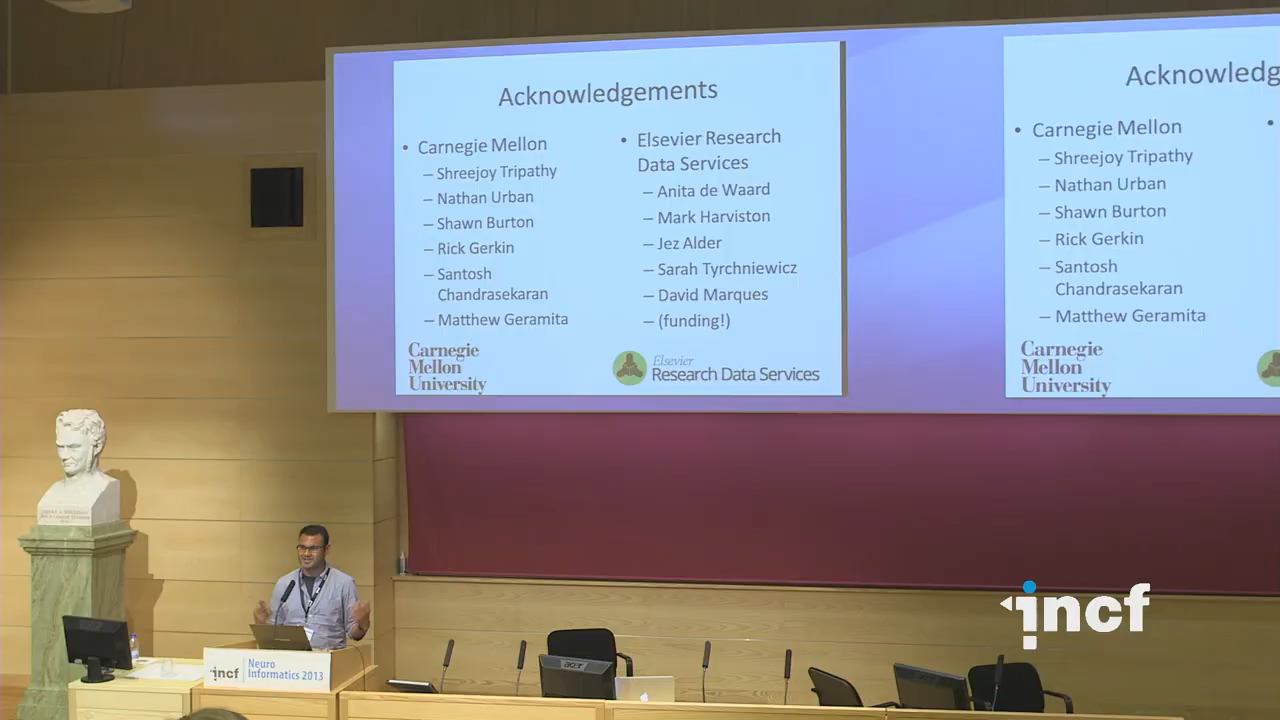 Acknowledgements
• Carnegie Mellon
– Shreejoy Tripathy
– Nathan Urban
– Shawn Burton
– Rick Gerkin
– Santosh
Chandrasekaran
– Matthew Geramita
Carnegie
Mellon
University
• Elsevier Research
Data Services
– Anita de Waard
– Mark Harviston
– Jez Alder
– Sarah Tyrchniewicz
– David Marques
– (funding!)
Elsevier
Research Data Services
Acknowledg
• Carnegie Mellon
– Shreejoy Tripathy
– Nathan Urban
– Shawn Burton
– Rick Gerkin
– Santosh
Chandrasekaran
– Matthew Geramita
Carnegie
Mellon
University
•
incf
incf
Neuro
Informatics 2013
acer